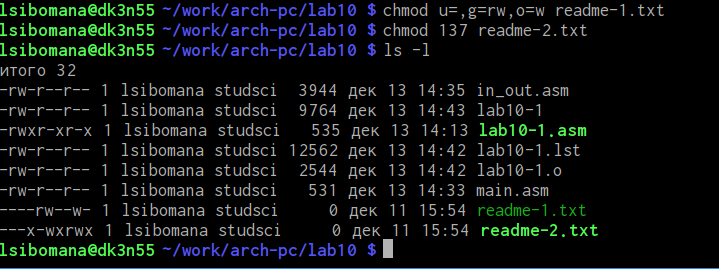 lsibomana@dk3n55 ~/work/arch-pc/lab10 $ chmod u=,g=rw,o=w readme-1.txt
lsibomana@dk3n55 ~/work/arch-pc/lab10 $ chmod 137 readme-2.txt
lsibomana@dk3n55 ~/work/arch-pc/lab10 $ ls -l
итого 32
-rw-r--r-- 1 lsibomana studsci  3944 дек 13 14:35 in_out.asm
-rw-r--r-- 1 lsibomana studsci  9764 дек 13 14:43 lab10-1
-rwxr-xr-x 1 lsibomana studsci   535 дек 13 14:13 lab10-1.asm
-rw-r--r-- 1 lsibomana studsci 12562 дек 13 14:42 lab10-1.lst
-rw-r--r-- 1 lsibomana studsci  2544 дек 13 14:42 lab10-1.o
-rw-r--r-- 1 lsibomana studsci   531 дек 13 14:33 main.asm
----rw--w- 1 lsibomana studsci     0 дек 11 15:54 readme-1.txt
---x-wxrwx 1 lsibomana studsci     0 дек 11 15:54 readme-2.txt
lsibomana@dk3n55 ~/work/arch-pc/lab10 $